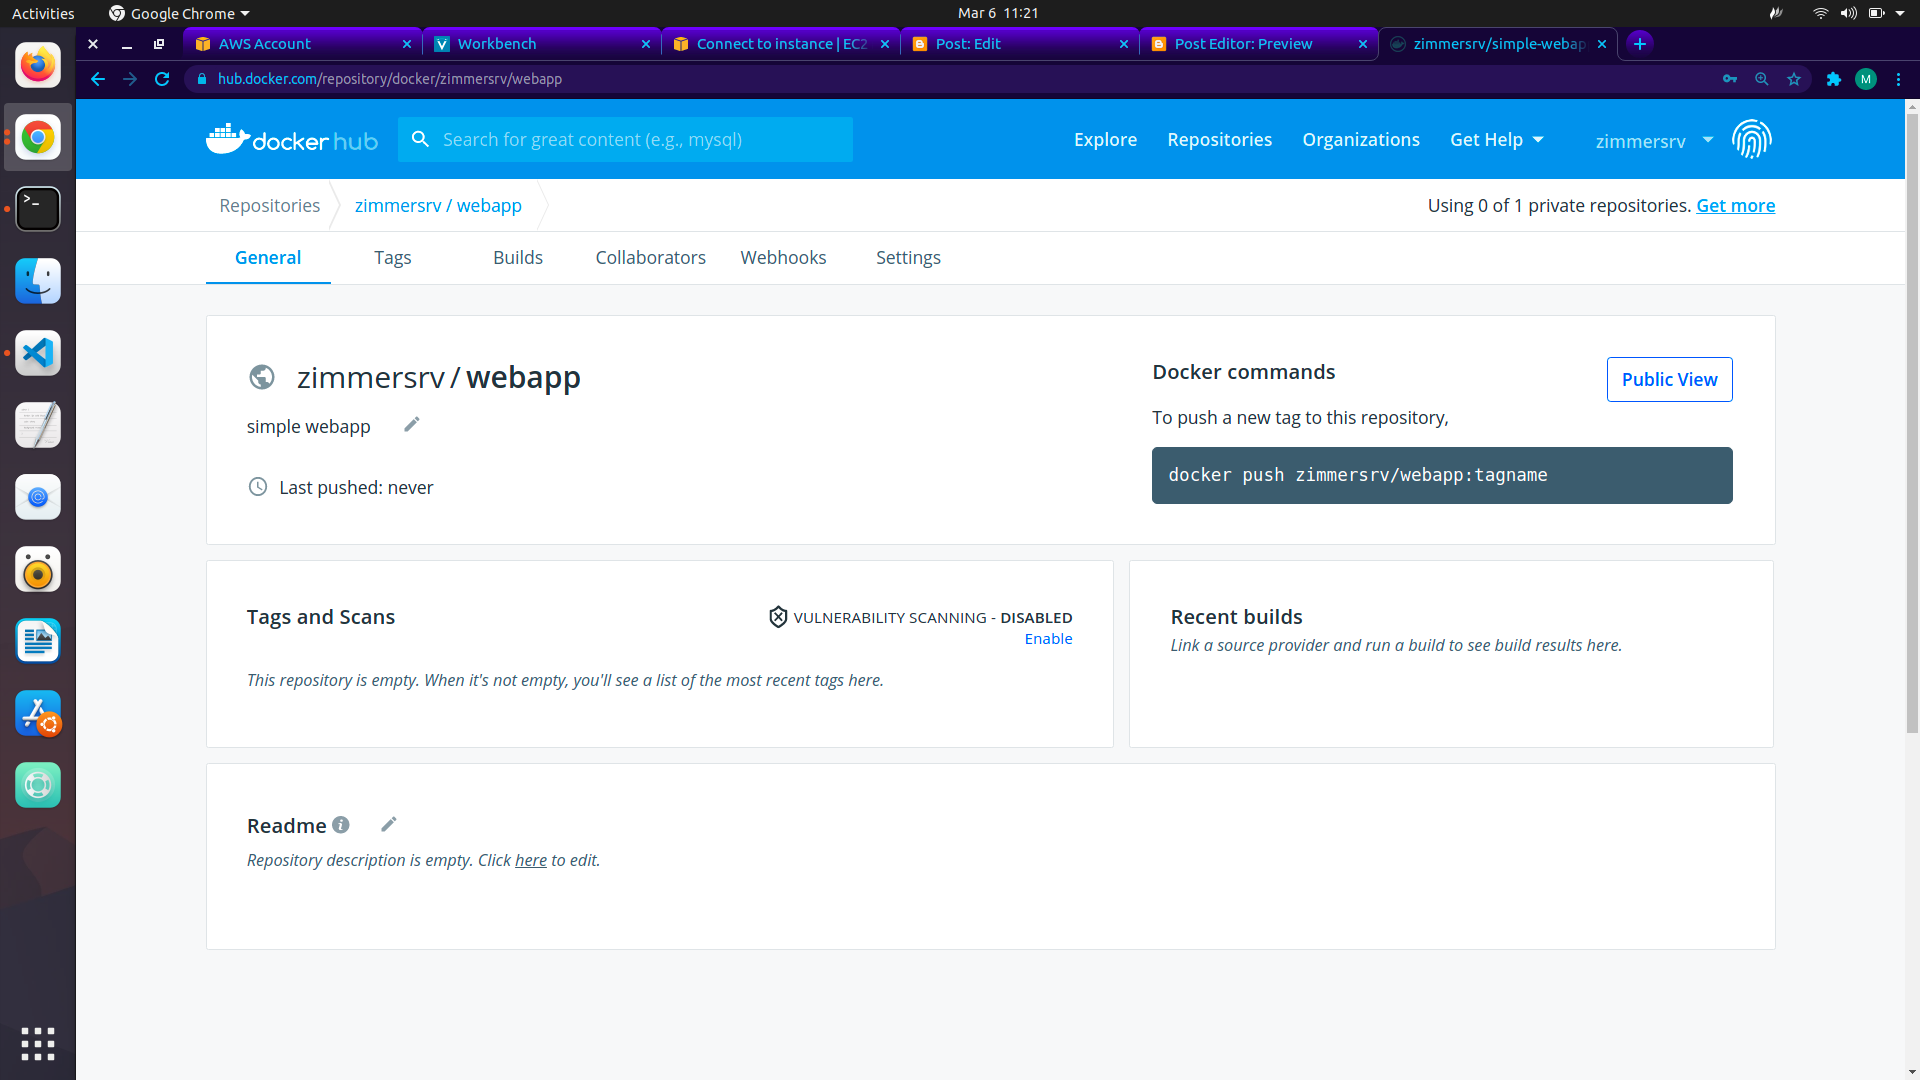 Activities Google Chrome Mar 6 11:21
AWS Account Workbench Connect to instance | EC2 Post: Edit Post Editor: Preview zimmersrv/simple-webap
hub.docker.com/repository/docker/zimmersrv/webapp M
docker hub Search for great content (e.g., mysql) Explore Repositories Organizations Get Help zimmersrv
Repositories zimmersrv / webapp Using 0 of 1 private repositories. Get more
General Tags Builds Collaborators Webhooks Settings
zimmersrv / webapp
simple webapp
Last pushed: never
Docker commands Public View
To push a new tag to this repository,
docker push zimmersrv/webapp:tagname
Tags and Scans VULNERABILITY SCANNING - DISABLED
Enable
This repository is empty. When it's not empty, you'll see a list of the most recent tags here.
Recent builds
Link a source provider and run a build to see build results here.
Readme
Repository description is empty. Click here to edit.